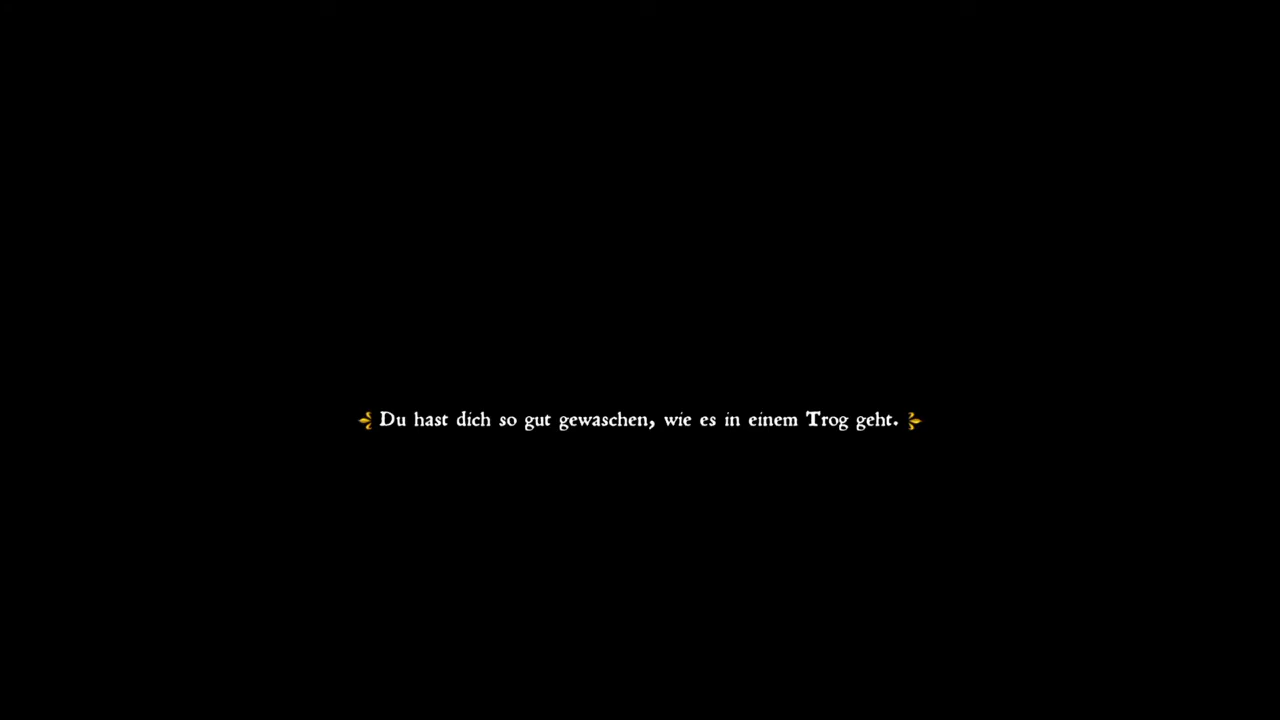 Du hast dich so gut gewaschen, wie es in einem Trog geht.